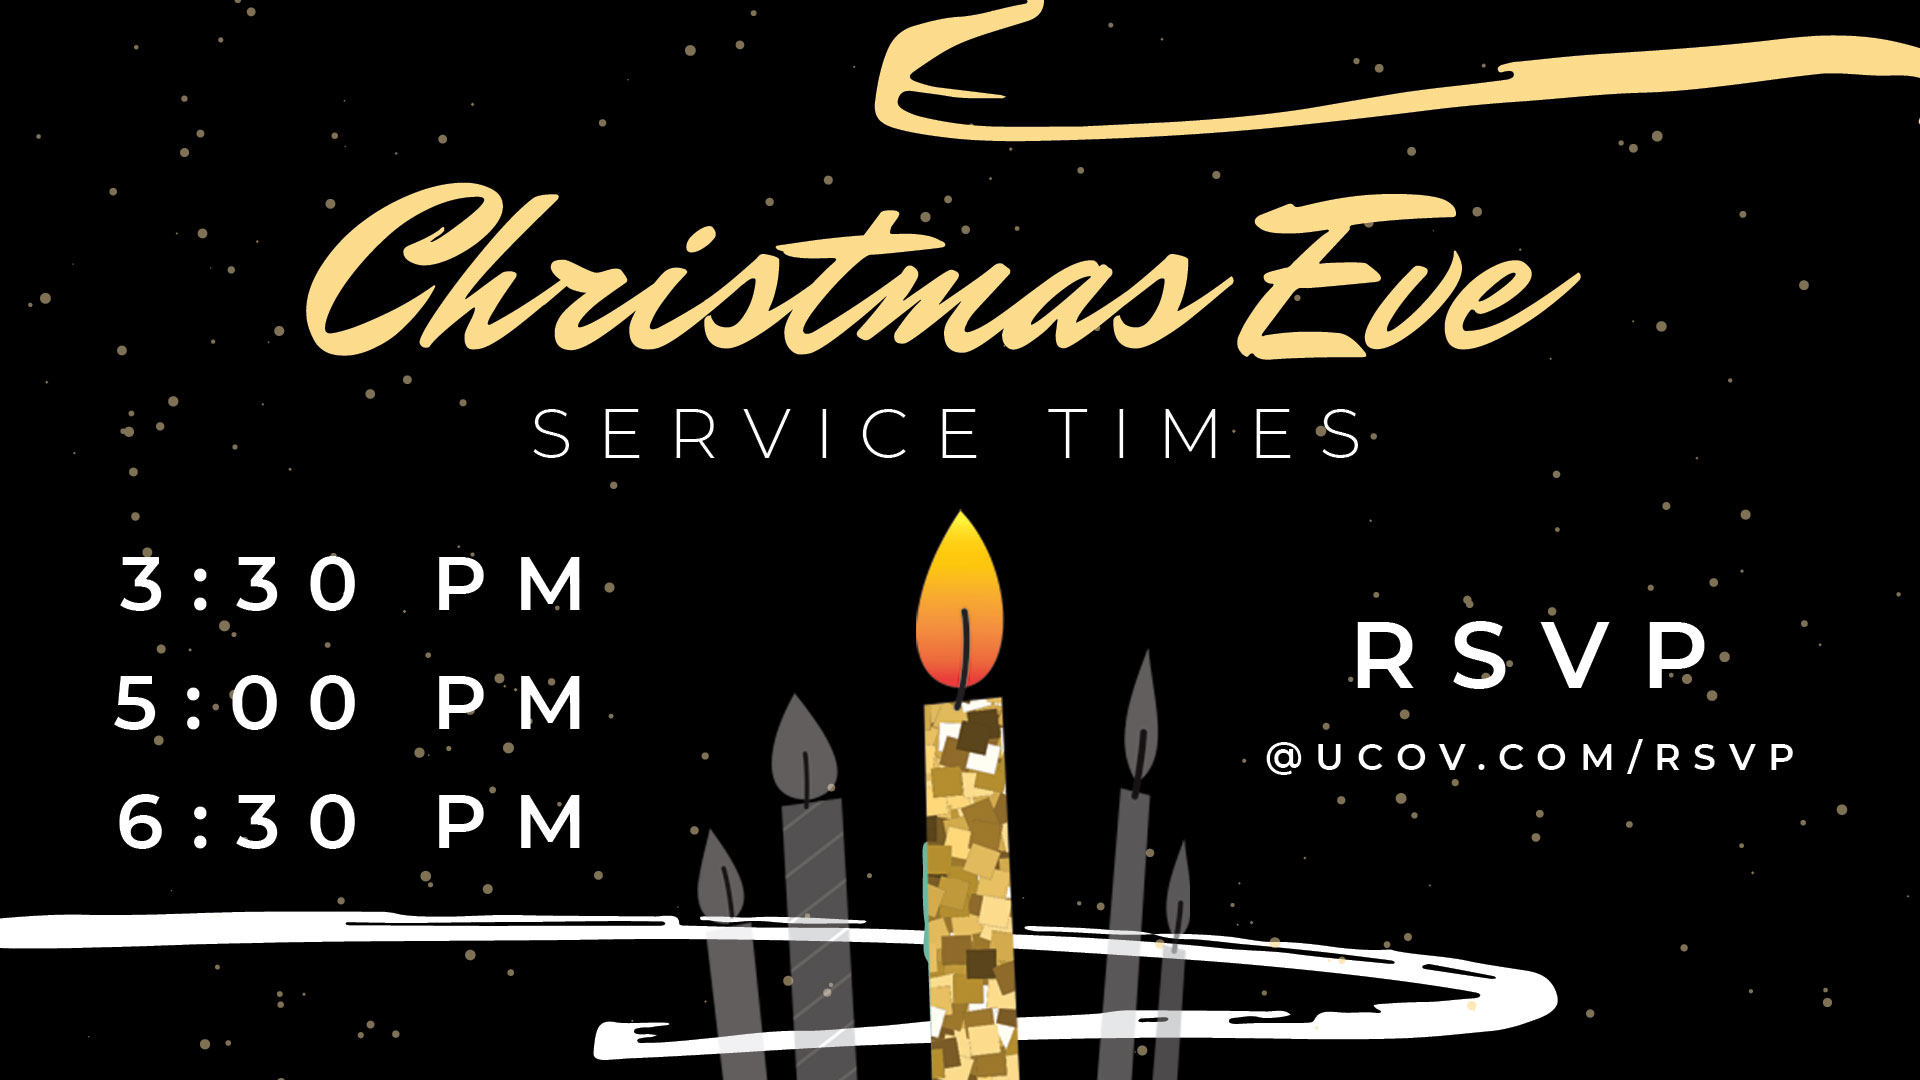 Christmas Eve
SERVICE TIMES
3:30 PM
5:00 PM
6:30 PM
RSVP
@UCOV.COM/RSVP